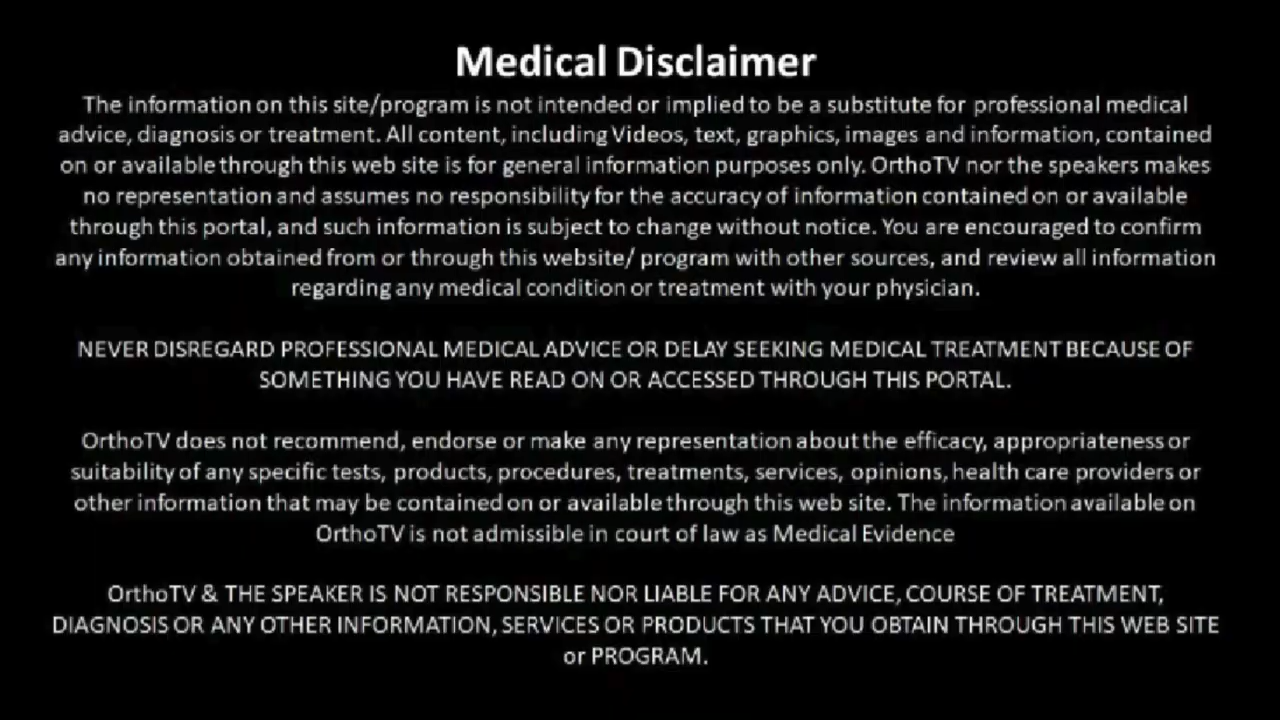 Medical Disclaimer
The information on this site/program is not intended or implied to be a substitute for professional medical
advice, diagnosis or treatment. All content, including Videos, text, graphics, images and information, contained
on or available through this web site is for general information purposes only. OrthoTV nor the speakers makes
no representation and assumes no responsibility for the accuracy of information contained on or available
through this portal, and such information is subject to change without notice. You are encouraged to confirm
any information obtained from or through this website/ program with other sources, and review all information
regarding any medical condition or treatment with your physician.
NEVER DISREGARD PROFESSIONAL MEDICAL ADVICE OR DELAY SEEKING MEDICAL TREATMENT BECAUSE OF
SOMETHING YOU HAVE READ ON OR ACCESSED THROUGH THIS PORTAL.
OrthoTV does not recommend, endorse or make any representation about the efficacy, appropriateness or
suitability of any specific tests, products, procedures, treatments, services, opinions, health care providers or
other information that may be contained on or available through this web site. The information available on
OrthoTV is not admissible in court of law as Medical Evidence
OrthoTV & THE SPEAKER IS NOT RESPONSIBLE NOR LIABLE FOR ANY ADVICE, COURSE OF TREATMENT,
DIAGNOSIS OR ANY OTHER INFORMATION, SERVICES OR PRODUCTS THAT YOU OBTAIN THROUGH THIS WEB SITE
or PROGRAM.